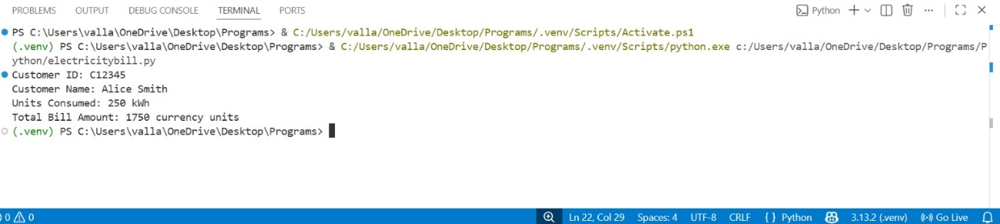 PROBLEMS OUTPUT DEBUG CONSOLE TERMINAL PORTS Python
PS C:\Users\valla\OneDrive\Desktop\Programs> & C:/Users/valla/OneDrive/Desktop/Programs/.venv/Scripts/Activate.ps1
(.venv) PS C:\Users\valla\OneDrive\Desktop\Programs> & C:/Users/valla/OneDrive/Desktop/Programs/.venv/Scripts/python.exe c:/Users/valla/OneDrive/Desktop/Programs/P
ython/electricitybill.py
Customer ID: C12345
Customer Name: Alice Smith
Units Consumed: 250 kWh
Total Bill Amount: 1750 currency units
(.venv) PS C:\Users\valla\OneDrive\Desktop\Programs>
0 0 Ln 22, Col 29 Spaces: 4 UTF-8 CRLF { } Python 3.13.2 (.venv) Go Live